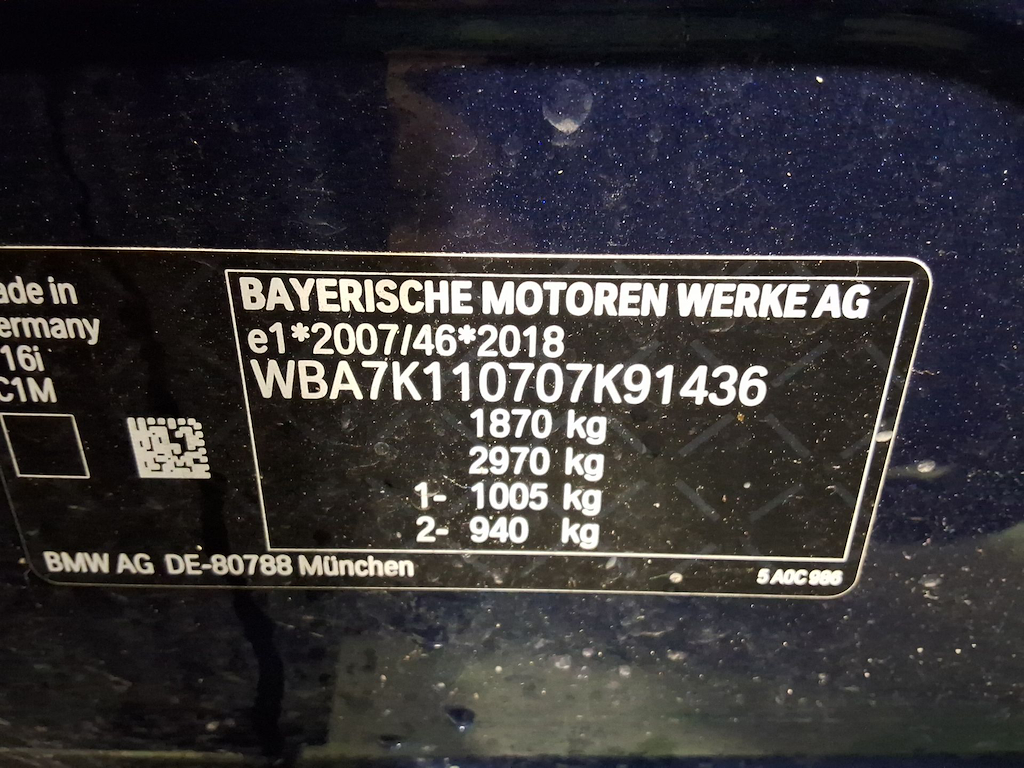 ade in
ermany
16i
C1M
BAYERISCHE MOTOREN WERKE AG
e1*2007/46*2018
WBA7K110707K91436
1870 kg
2970 kg
1- 1005 kg
2- 940 kg
BMW AG DE-80788 München
5 A0C 986